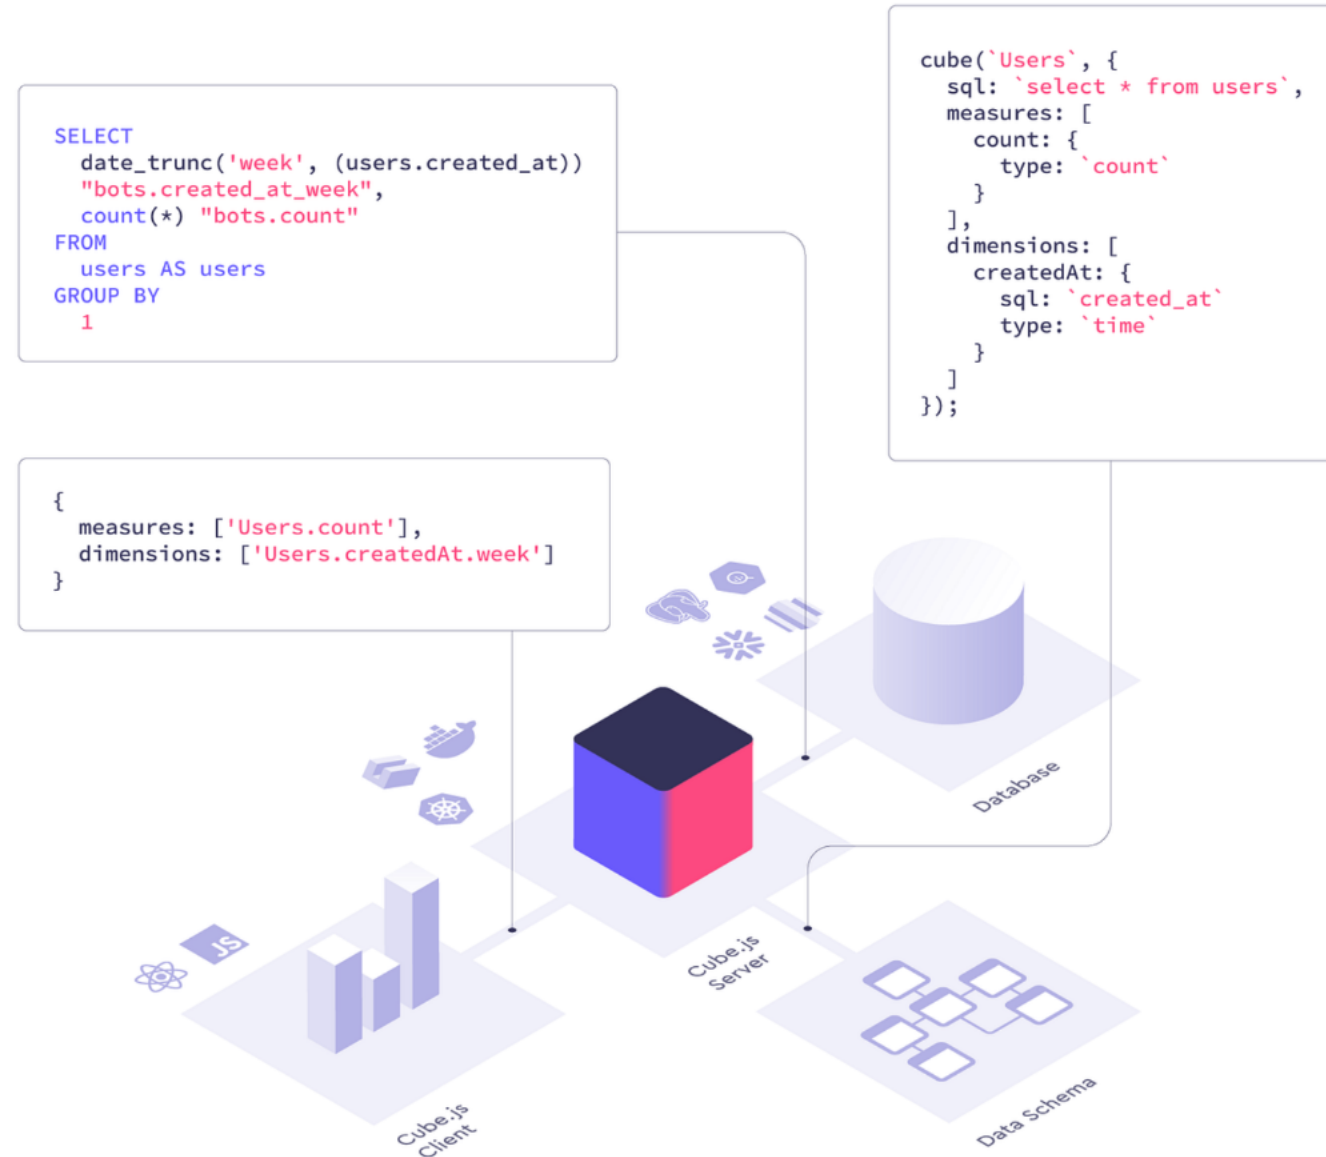 SELECT
date_trunc('week', (users.created_at))
"bots.created_at_week",
count(*) "bots.count"
FROM
users AS users
GROUP BY
1
cube(`Users`, {
sql: `select * from users`,
measures: [
count: {
type: `count`
}
],
dimensions: [
createdAt: {
sql: `created_at`
type: `time`
}
]
});
{
measures: ['Users.count'],
dimensions: ['Users.createdAt.week']
}
Database
Cube.js
Server
JS
Data Schema
Cube.js
Client